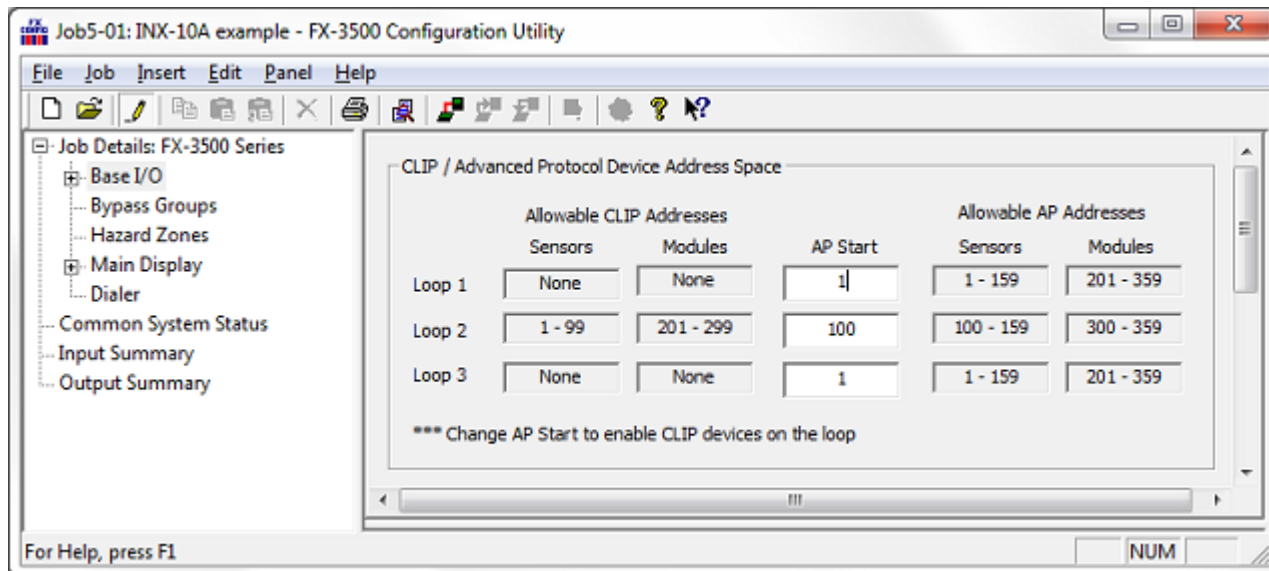 Job5-01: INX-10A example - FX-3500 Configuration Utility
File Job Insert Edit Panel Help
Job Details: FX-3500 Series
Base I/O
Bypass Groups
Hazard Zones
Main Display
Dialer
Common System Status
Input Summary
Output Summary
CLIP / Advanced Protocol Device Address Space
Allowable CLIP Addresses Allowable AP Addresses
Sensors Modules AP Start Sensors Modules
Loop 1 None None 1 1 - 159 201 - 359
Loop 2 1 - 99 201 - 299 100 100 - 159 300 - 359
Loop 3 None None 1 1 - 159 201 - 359
*** Change AP Start to enable CLIP devices on the loop
For Help, press F1 NUM